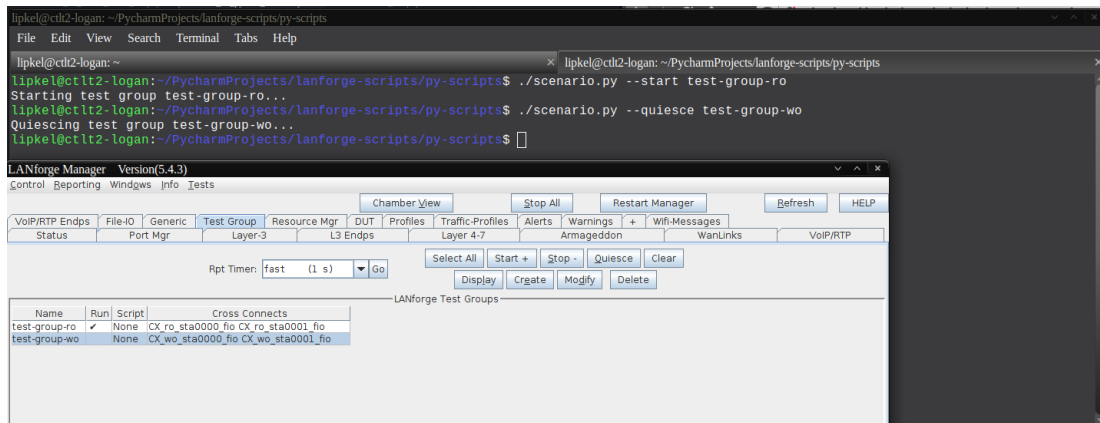 lipkel@ctlt2-logan: ~/PycharmProjects/lanforge-scripts/py-scripts
File Edit View Search Terminal Tabs Help
lipkel@ctlt2-logan: ~ × lipkel@ctlt2-logan: ~/PycharmProjects/lanforge-scripts/py-scripts ×
lipkel@ctlt2-logan:~/PycharmProjects/lanforge-scripts/py-scripts$ ./scenario.py --start test-group-ro
Starting test group test-group-ro...
lipkel@ctlt2-logan:~/PycharmProjects/lanforge-scripts/py-scripts$ ./scenario.py --quiesce test-group-wo
Quiescing test group test-group-wo...
lipkel@ctlt2-logan:~/PycharmProjects/lanforge-scripts/py-scripts$
LANforge Manager Version(5.4.3)
Control Reporting Windows Info Tests
Chamber View Stop All Restart Manager Refresh HELP
VoIP/RTP Endps File-IO Generic Test Group Resource Mgr DUT Profiles Traffic-Profiles Alerts Warnings + Wifi-Messages
Status Port Mgr Layer-3 L3 Endps Layer 4-7 Armageddon WanLinks VoIP/RTP
Rpt Timer: fast (1 s) Go Select All Start + Stop - Quiesce Clear
Display Create Modify Delete
LANforge Test Groups
Name Run Script Cross Connects
test-group-ro ✔ None CX_ro_sta0000_fio CX_ro_sta0001_fio
test-group-wo None CX_wo_sta0000_fio CX_wo_sta0001_fio